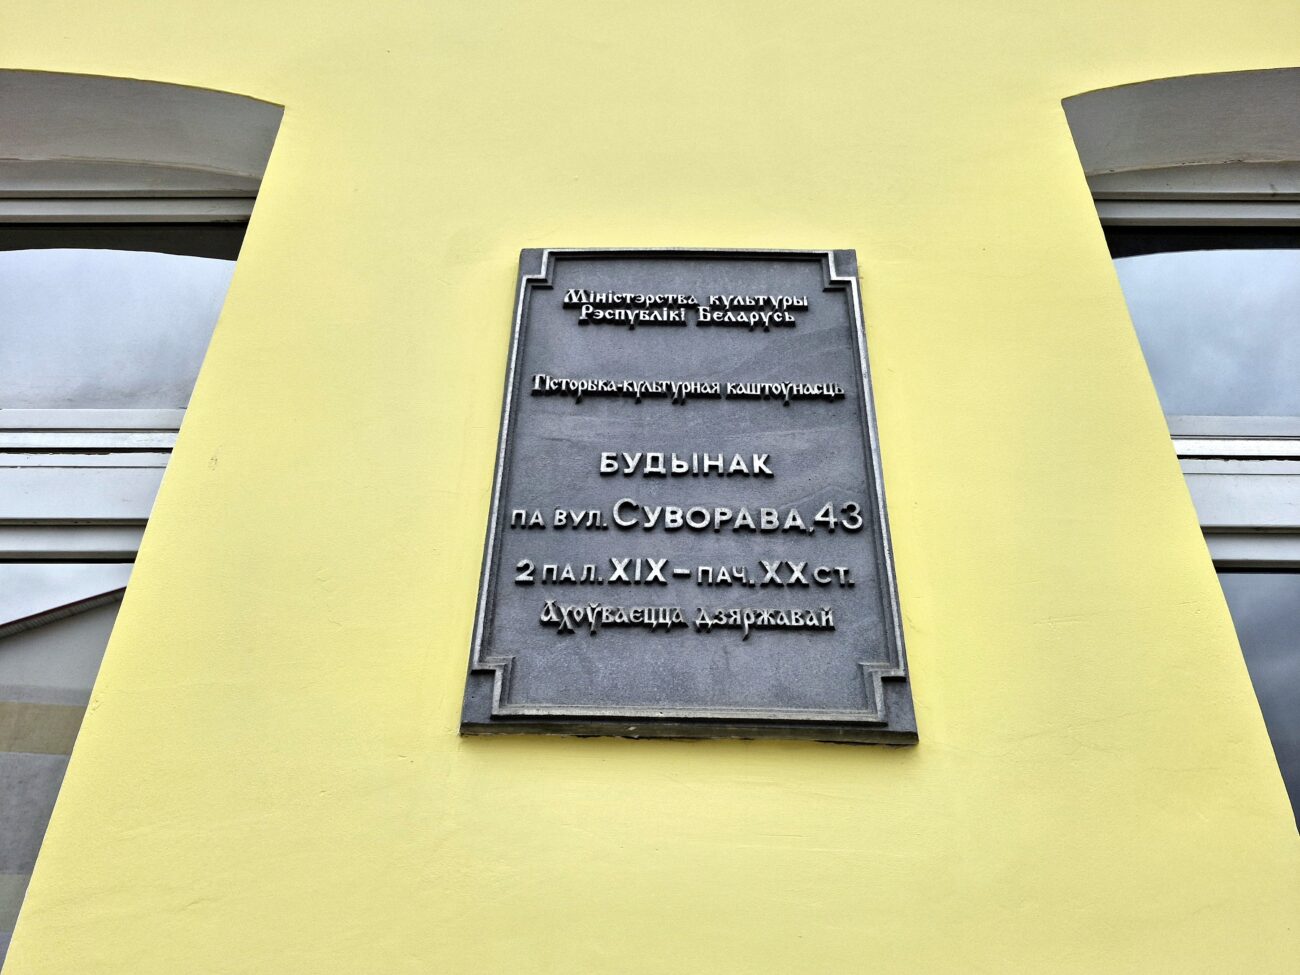 Міністэрства культуры
Рэспублікі Беларусь
Гісторыка-культурная каштоўнасць
БУДЫНАК
ПА ВУЛ. СУВОРАВА, 43
2 ПАЛ. XIX – ПАЧ. XX СТ.
Ахоўваецца дзяржавай